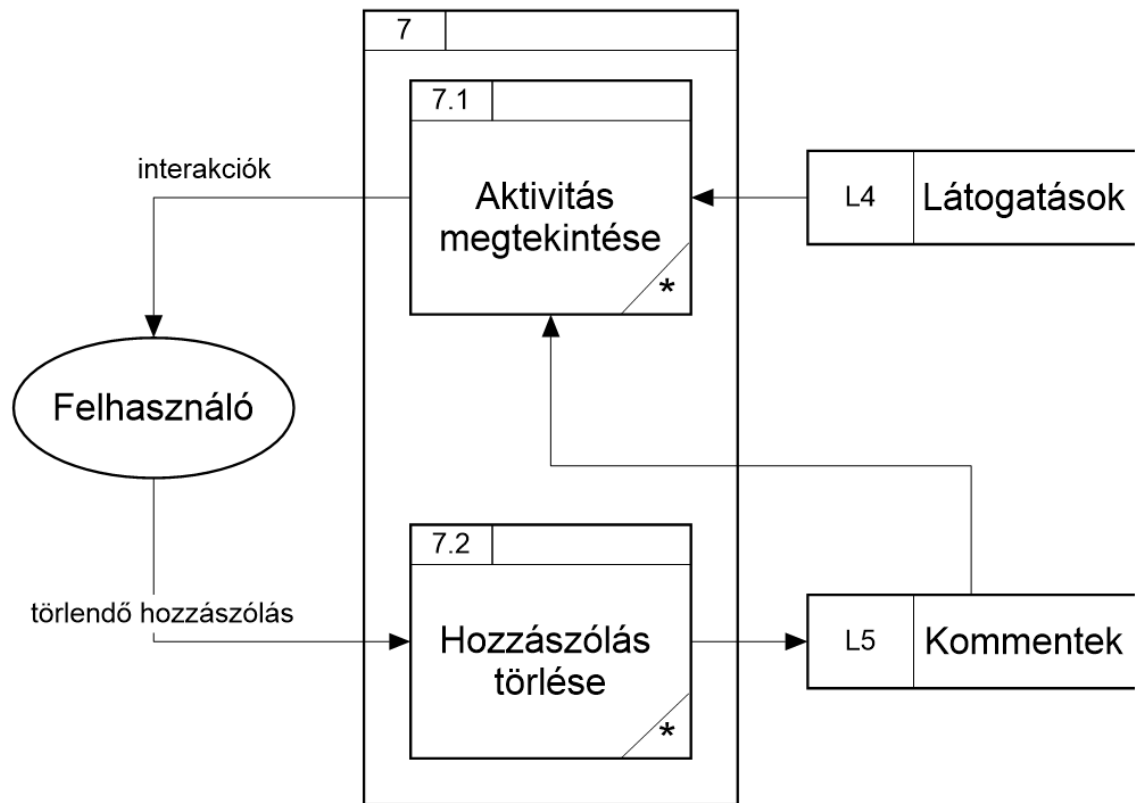 7
7.1
Aktivitás
megtekintése
*
interakciók
L4
Látogatások
Felhasználó
7.2
Hozzászólás
törlése
*
törlendő hozzászólás
L5
Kommentek